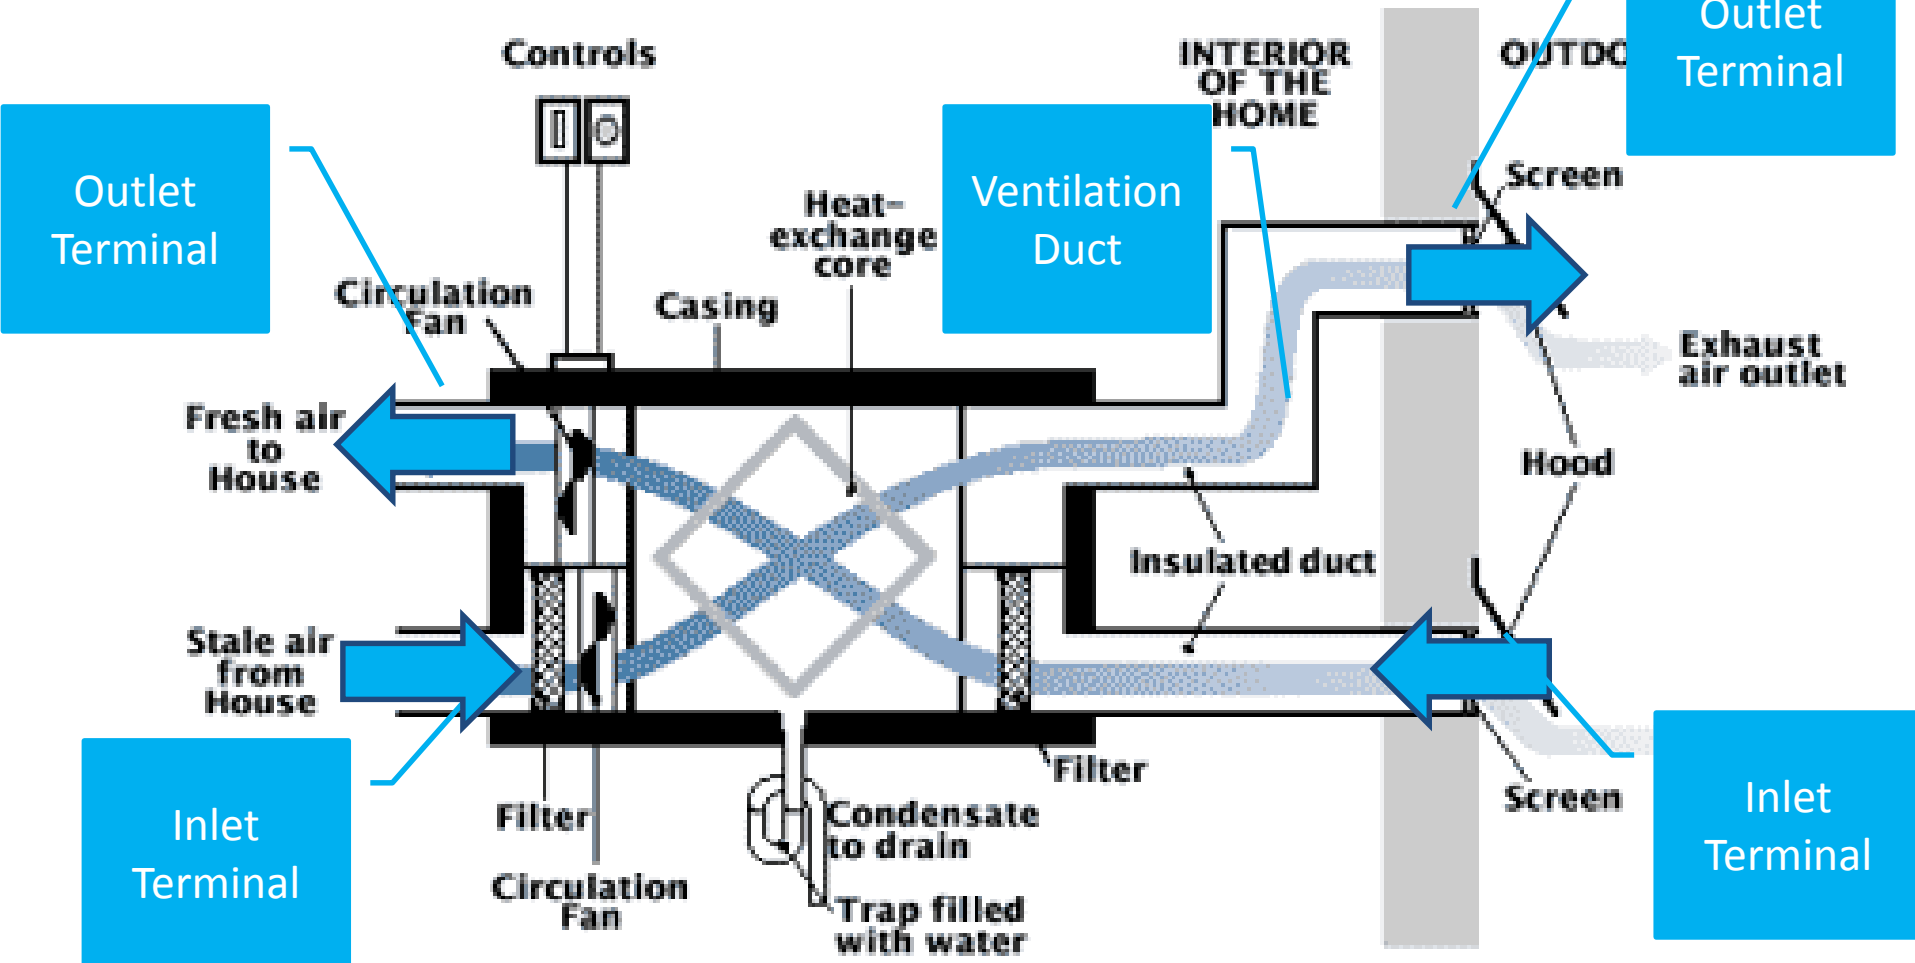 Controls
INTERIOR
OF THE
HOME
OUTDO
Outlet
Terminal
Outlet
Terminal
Ventilation
Duct
Screen
Heat-
exchange
core
Circulation
Fan
Casing
Exhaust
air outlet
Fresh air
to
House
Hood
Insulated duct
Stale air
from
House
Filter
Screen
Inlet
Terminal
Inlet
Terminal
Filter
Condensate
to drain
Circulation
Fan
Trap filled
with water